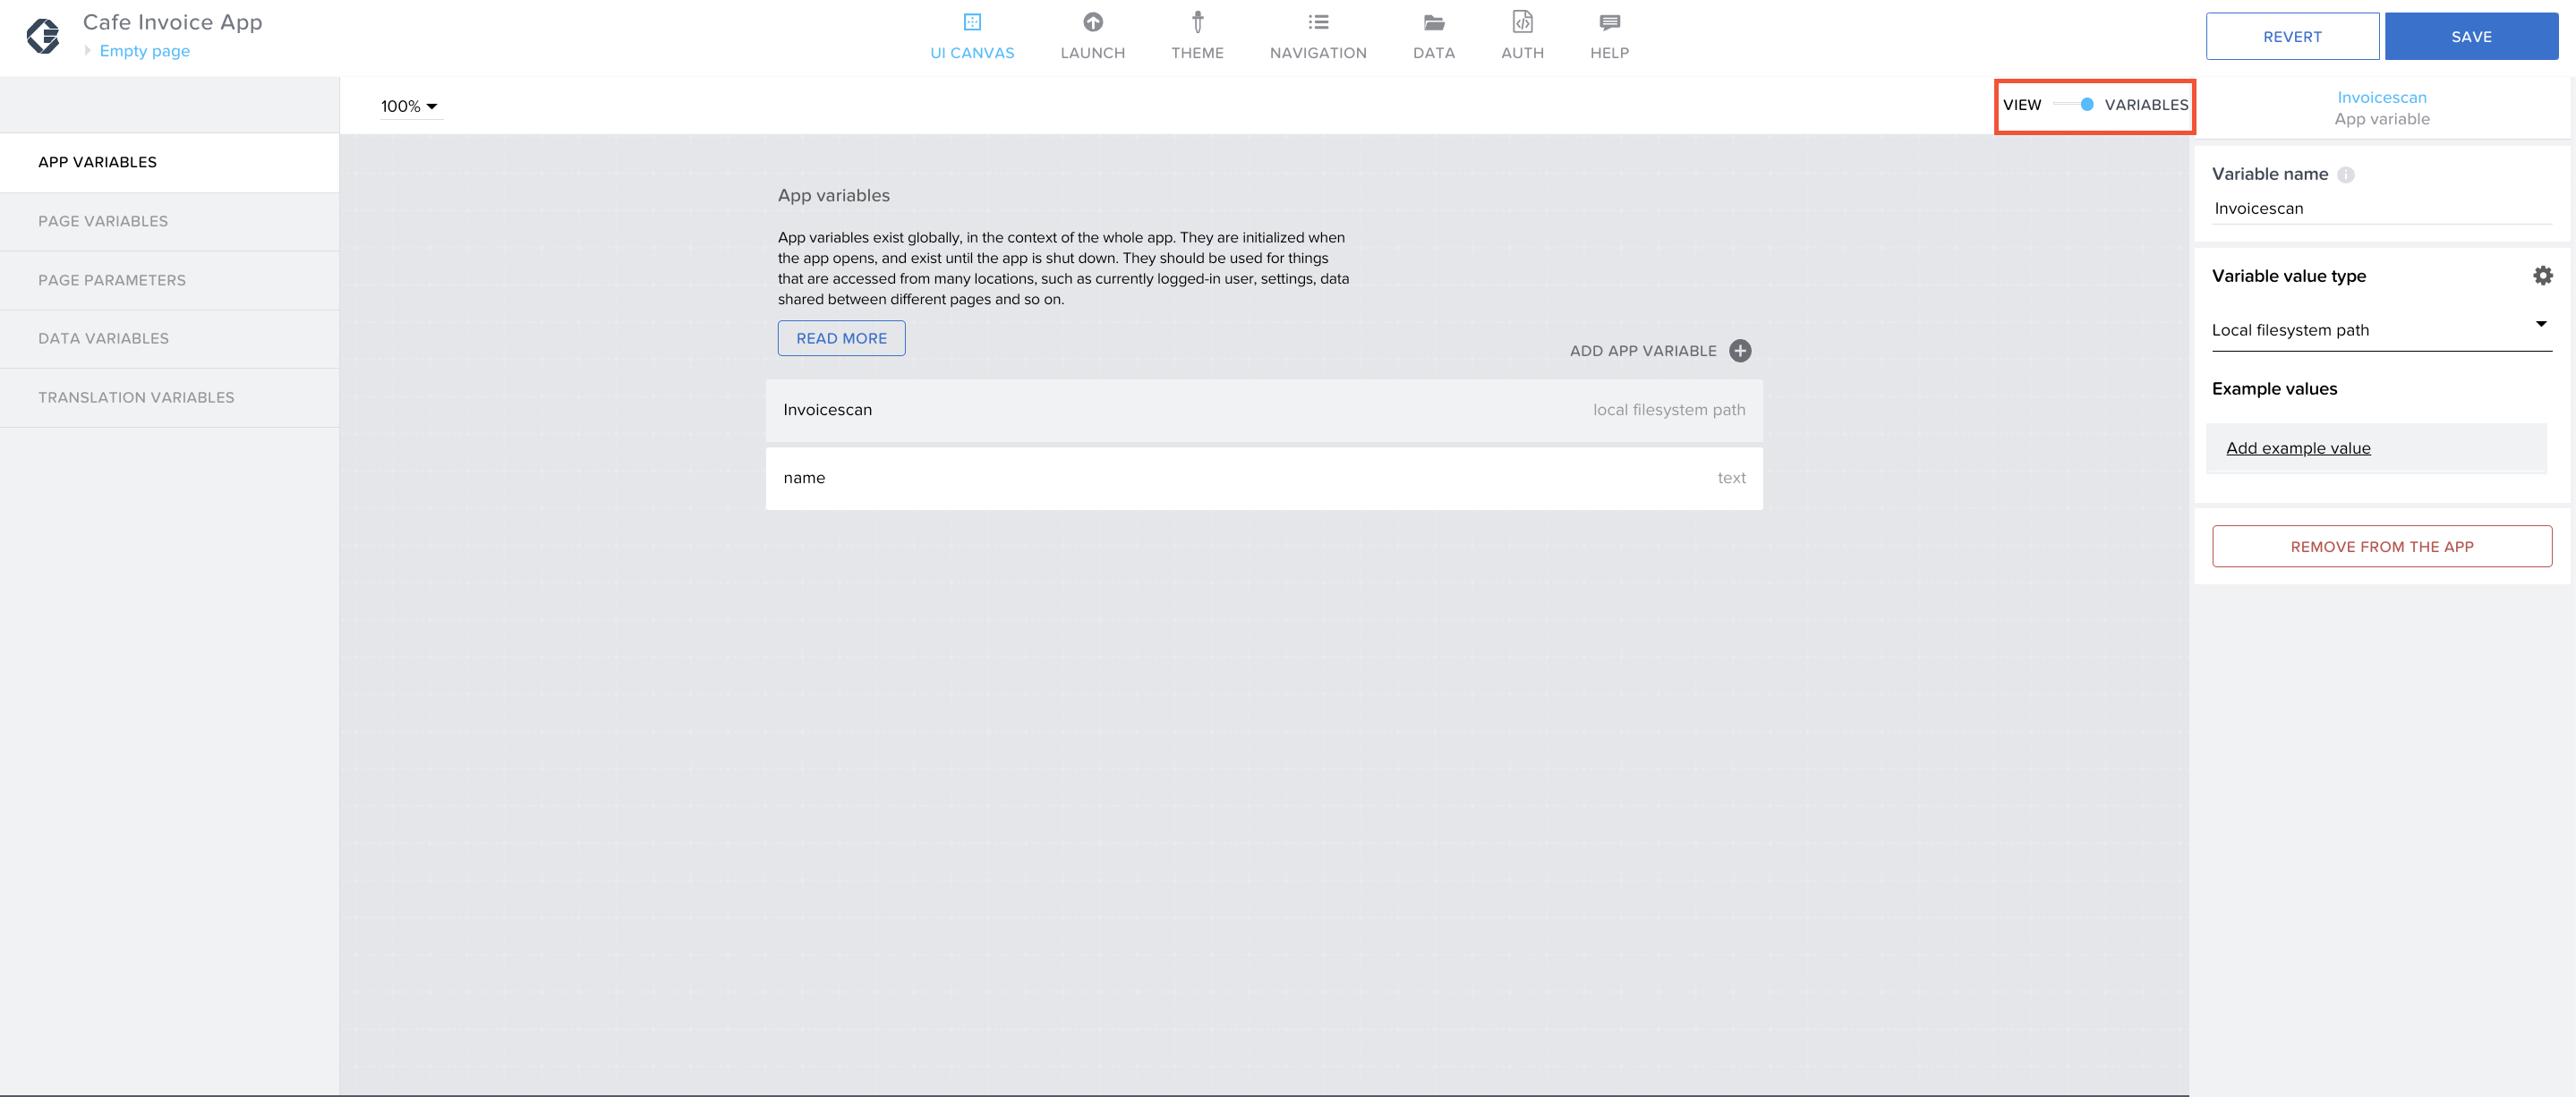 Cafe Invoice App
Empty page
UI CANVAS
LAUNCH
THEME
NAVIGATION
DATA
AUTH
HELP
REVERT
SAVE
100%
VIEW
VARIABLES
APP VARIABLES
PAGE VARIABLES
PAGE PARAMETERS
DATA VARIABLES
TRANSLATION VARIABLES
App variables
App variables exist globally, in the context of the whole app. They are initialized when
the app opens, and exist until the app is shut down. They should be used for things
that are accessed from many locations, such as currently logged-in user, settings, data
shared between different pages and so on.
READ MORE
ADD APP VARIABLE
Invoicescan
local filesystem path
name
text
Invoicescan
App variable
Variable name
Invoicescan
Variable value type
Local filesystem path
Example values
Add example value
REMOVE FROM THE APP